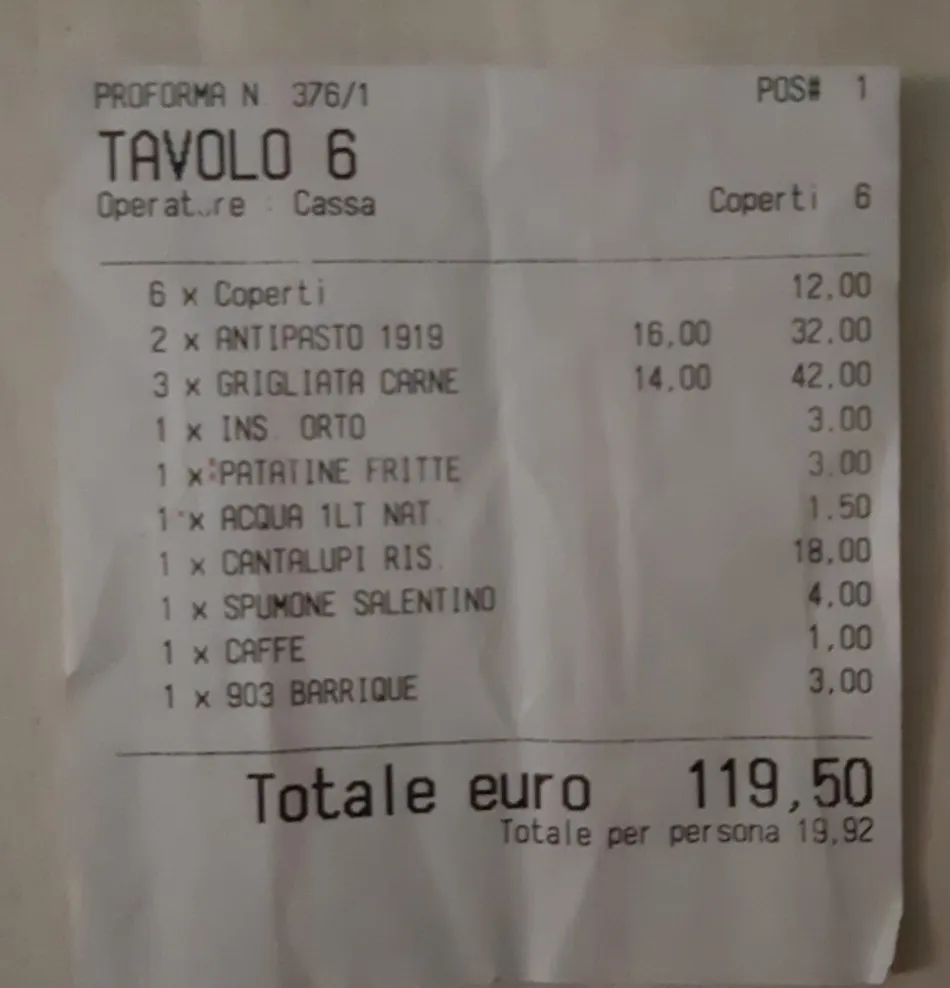 PROFORMA N. 376/1 POS# 1
TAVOLO 6
Operatore : Cassa Coperti 6
6 x Coperti 12,00
2 x ANTIPASTO 1919 16,00 32,00
3 x GRIGLIATA CARNE 14,00 42,00
1 x INS. ORTO 3,00
1 x PATATINE FRITTE 3,00
1 x ACQUA 1LT NAT. 1,50
1 x CANTALUPI RIS. 18,00
1 x SPUMONE SALENTINO 4,00
1 x CAFFE 1,00
1 x 903 BARRIQUE 3,00
Totale euro 119,50
Totale per persona 19,92